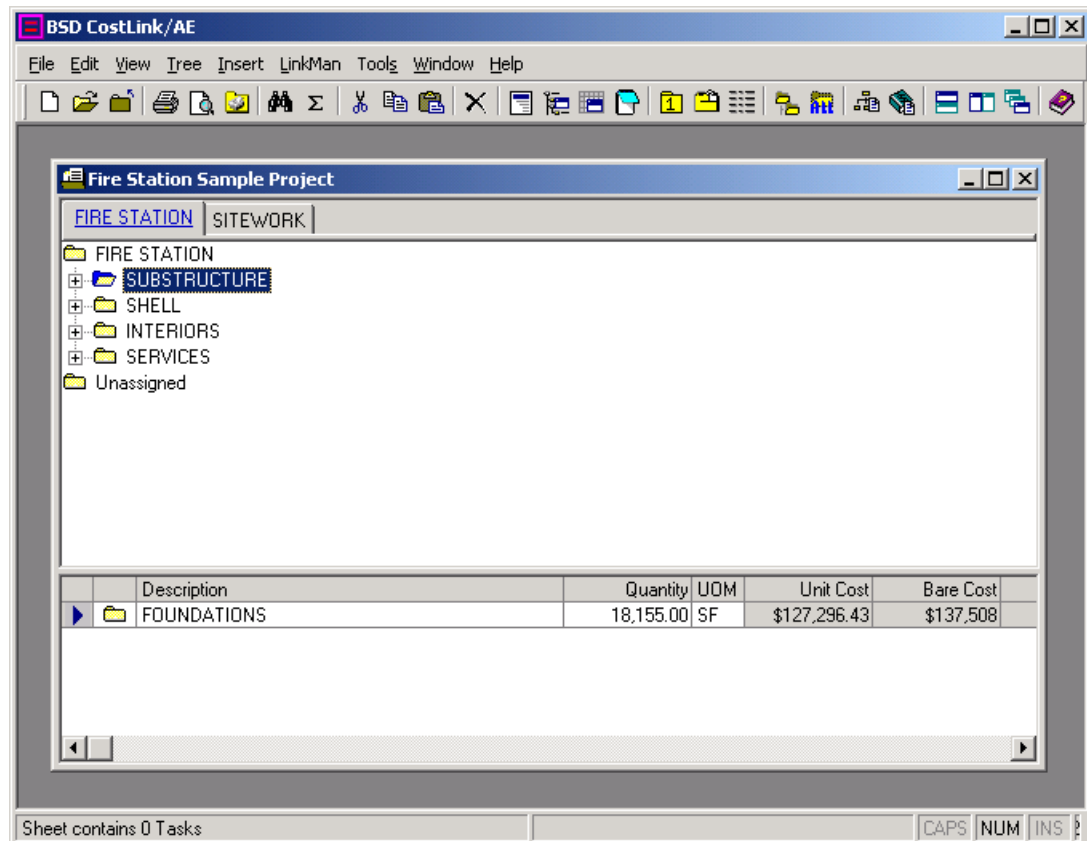 BSD CostLink/AE
File Edit View Tree Insert LinkMan Tools Window Help
Fire Station Sample Project
FIRE STATION SITEWORK
FIRE STATION
SUBSTRUCTURE
SHELL
INTERIORS
SERVICES
Unassigned
Description Quantity UOM Unit Cost Bare Cost
FOUNDATIONS 18,155.00 SF $127,296.43 $137,508
Sheet contains 0 Tasks CAPS NUM INS